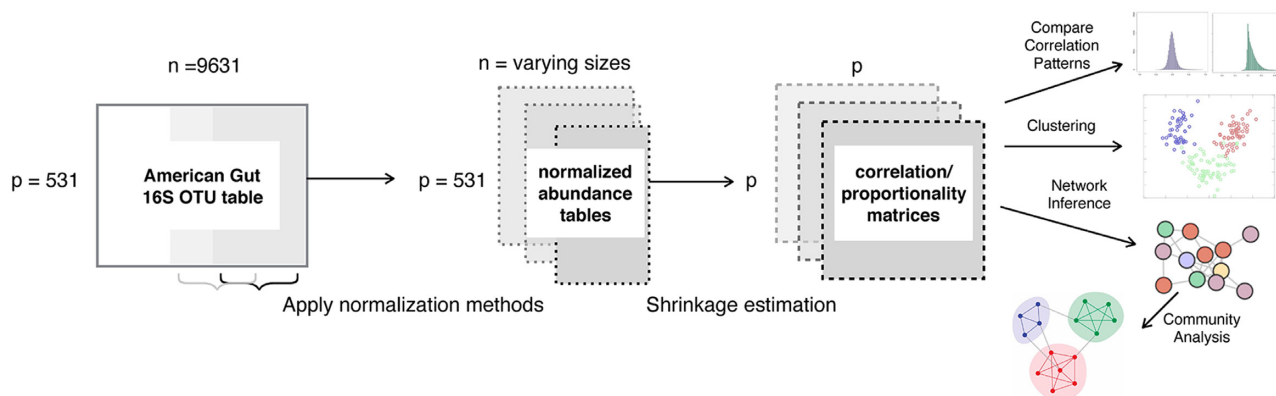 n =9631
p = 531
American Gut
16S OTU table
Apply normalization methods
n = varying sizes
p = 531
normalized
abundance
tables
Shrinkage estimation
p
p
correlation/
proportionality
matrices
Compare
Correlation
Patterns
Clustering
Network
Inference
Community
Analysis